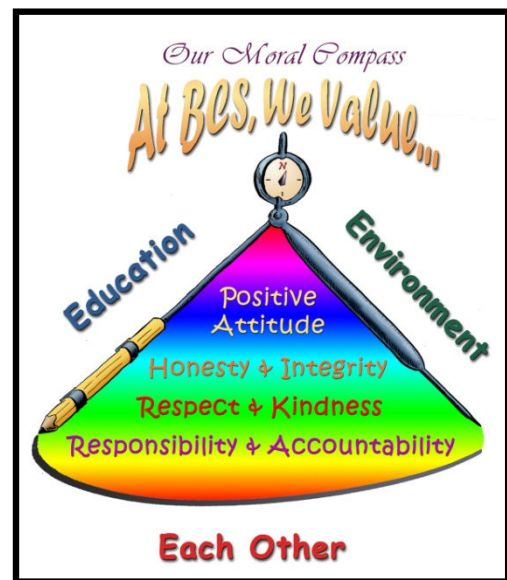 Our Moral Compass
At BCS, We Value...
N
Education
Environment
Positive
Attitude
Honesty & Integrity
Respect & Kindness
Responsibility & Accountability
Each Other